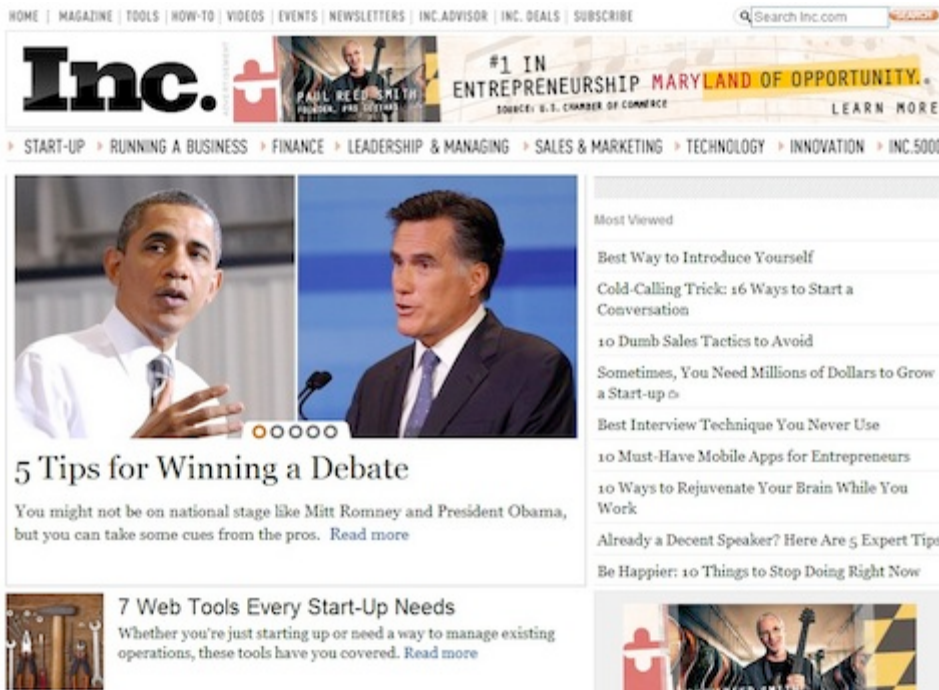 HOME | MAGAZINE | TOOLS | HOW-TO | VIDEOS | EVENTS | NEWSLETTERS | INC.ADVISOR | INC. DEALS | SUBSCRIBE
Search Inc.com
SEARCH
Inc.
ADVERTISEMENT
PAUL REED SMITH
FOUNDER, PRS GUITARS
#1 IN
ENTREPRENEURSHIP MARYLAND OF OPPORTUNITY.
SOURCE: U.S. CHAMBER OF COMMERCE
LEARN MORE
START-UP RUNNING A BUSINESS FINANCE LEADERSHIP & MANAGING SALES & MARKETING TECHNOLOGY INNOVATION INC.5000
5 Tips for Winning a Debate
You might not be on national stage like Mitt Romney and President Obama,
but you can take some cues from the pros. Read more
7 Web Tools Every Start-Up Needs
Whether you're just starting up or need a way to manage existing
operations, these tools have you covered. Read more
Most Viewed
Best Way to Introduce Yourself
Cold-Calling Trick: 16 Ways to Start a
Conversation
10 Dumb Sales Tactics to Avoid
Sometimes, You Need Millions of Dollars to Grow
a Start-up
Best Interview Technique You Never Use
10 Must-Have Mobile Apps for Entrepreneurs
10 Ways to Rejuvenate Your Brain While You
Work
Already a Decent Speaker? Here Are 5 Expert Tips
Be Happier: 10 Things to Stop Doing Right Now